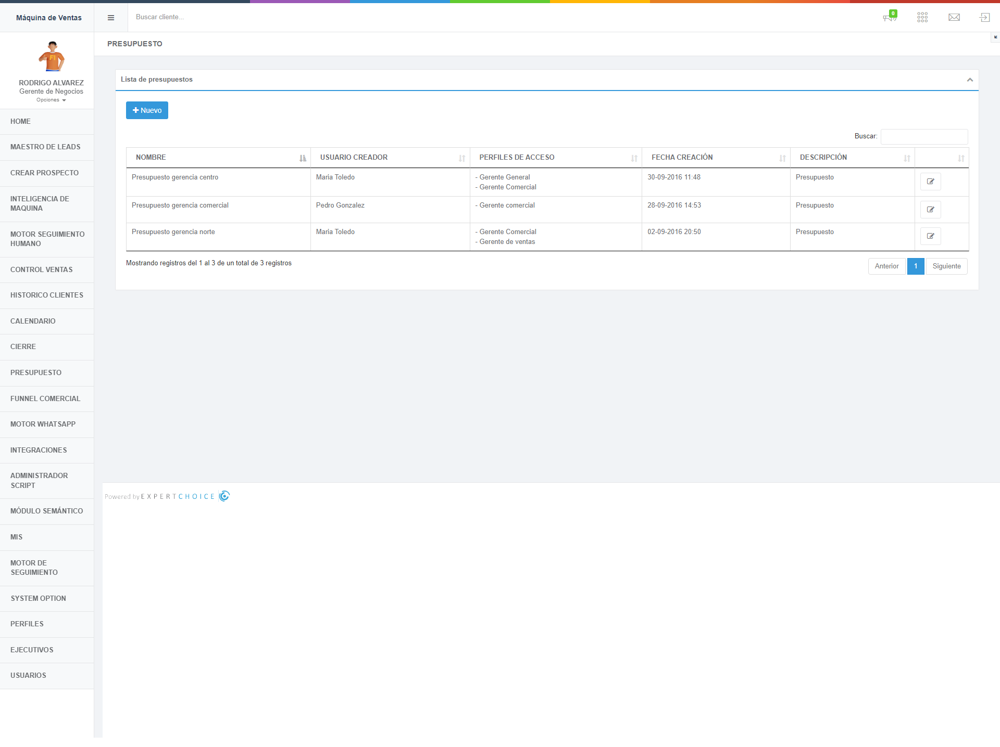 Máquina de Ventas
Buscar cliente...
0
FI
RODRIGO ALVAREZ
Gerente de Negocios
Opciones
HOME
MAESTRO DE LEADS
CREAR PROSPECTO
INTELIGENCIA DE
MAQUINA
MOTOR SEGUIMIENTO
HUMANO
CONTROL VENTAS
HISTORICO CLIENTES
CALENDARIO
CIERRE
PRESUPUESTO
FUNNEL COMERCIAL
MOTOR WHATSAPP
INTEGRACIONES
ADMINISTRADOR
SCRIPT
MÓDULO SEMÁNTICO
MIS
MOTOR DE
SEGUIMIENTO
SYSTEM OPTION
PERFILES
EJECUTIVOS
USUARIOS
PRESUPUESTO
Lista de presupuestos
Nuevo
Buscar:
NOMBRE USUARIO CREADOR PERFILES DE ACCESO FECHA CREACIÓN DESCRIPCIÓN
Presupuesto gerencia centro Maria Toledo - Gerente General 30-09-2016 11:48 Presupuesto
- Gerente Comercial
Presupuesto gerencia comercial Pedro Gonzalez - Gerente comercial 28-09-2016 14:53 Presupuesto
Presupuesto gerencia norte Maria Toledo - Gerente Comercial 02-09-2016 20:50 Presupuesto
- Gerente de ventas
Mostrando registros del 1 al 3 de un total de 3 registros
Anterior 1 Siguiente
Powered by EXPERTCHOICE